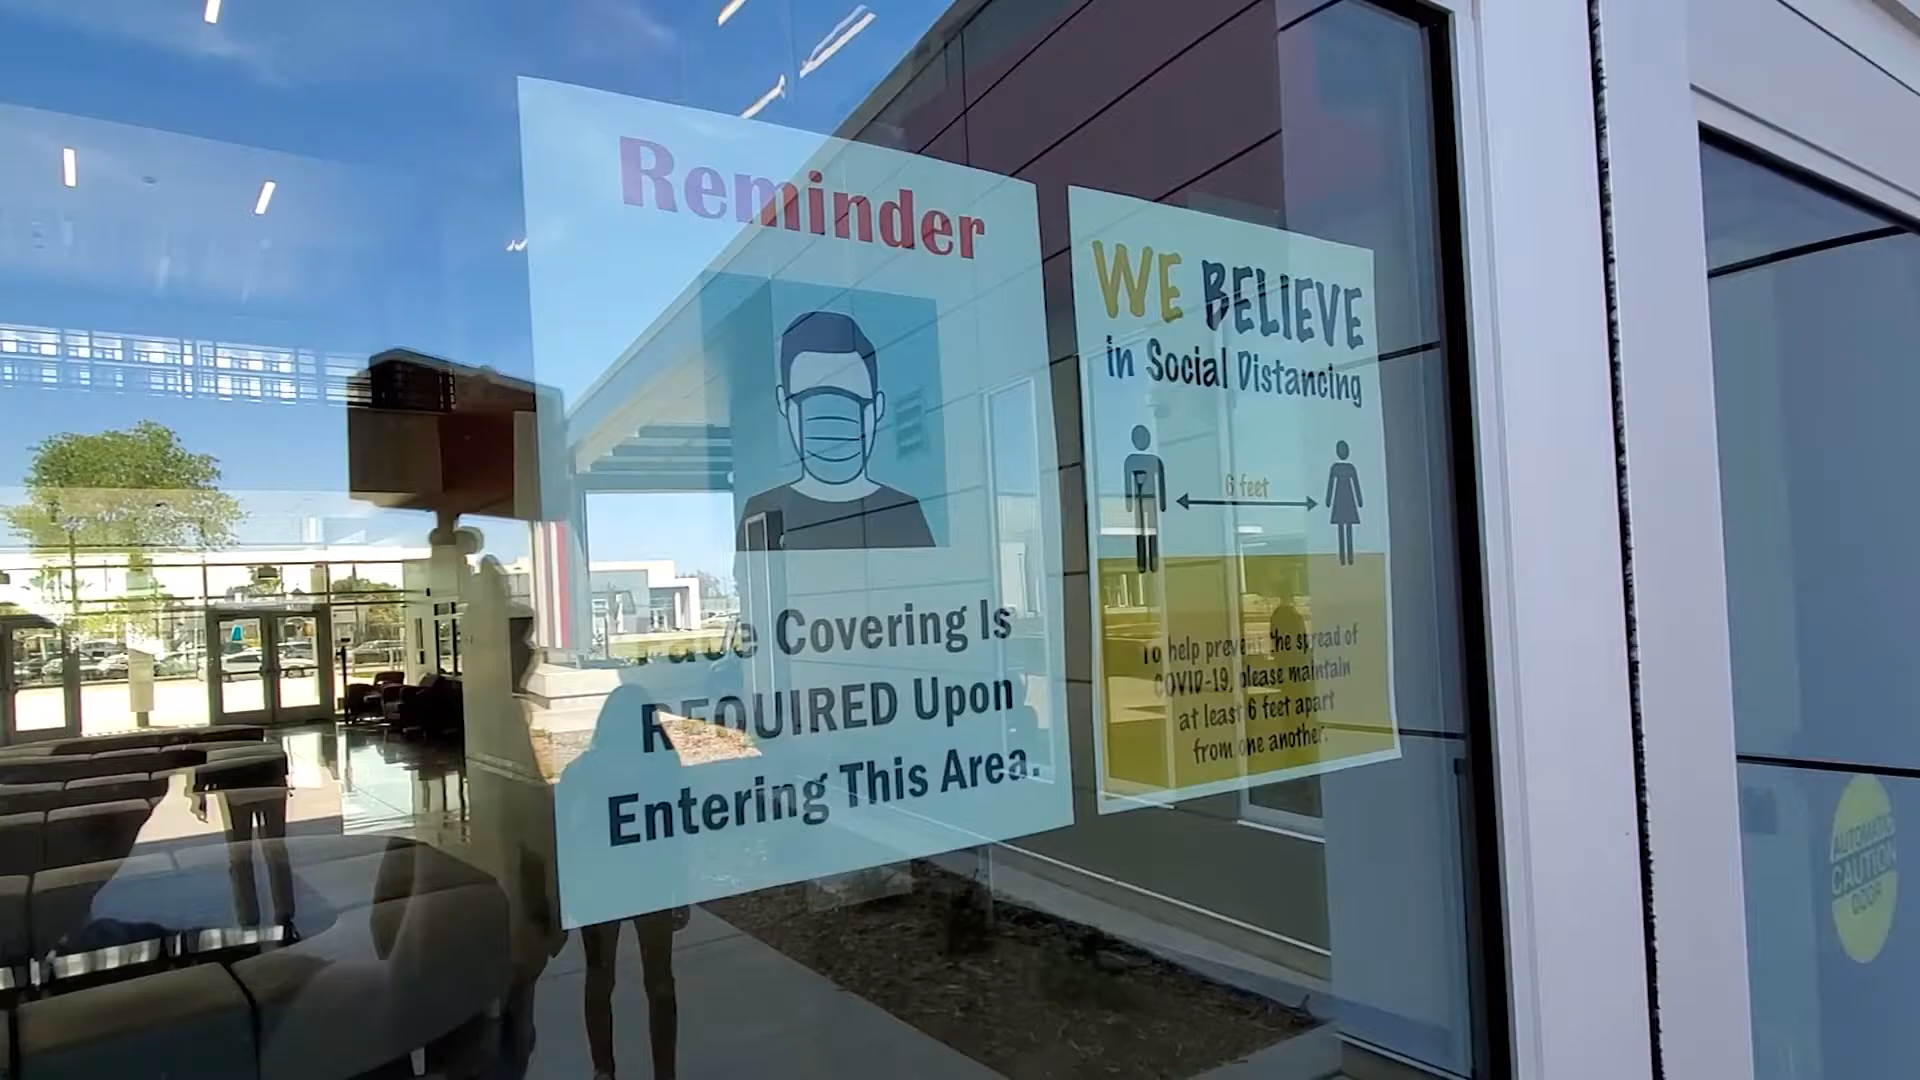 Reminder
Face Covering Is
REQUIRED Upon
Entering This Area.
WE BELIEVE
in Social Distancing
6 feet
To help prevent the spread of
COVID-19, please maintain
at least 6 feet apart
from one another.
AUTOMATIC
CAUTION
DOOR